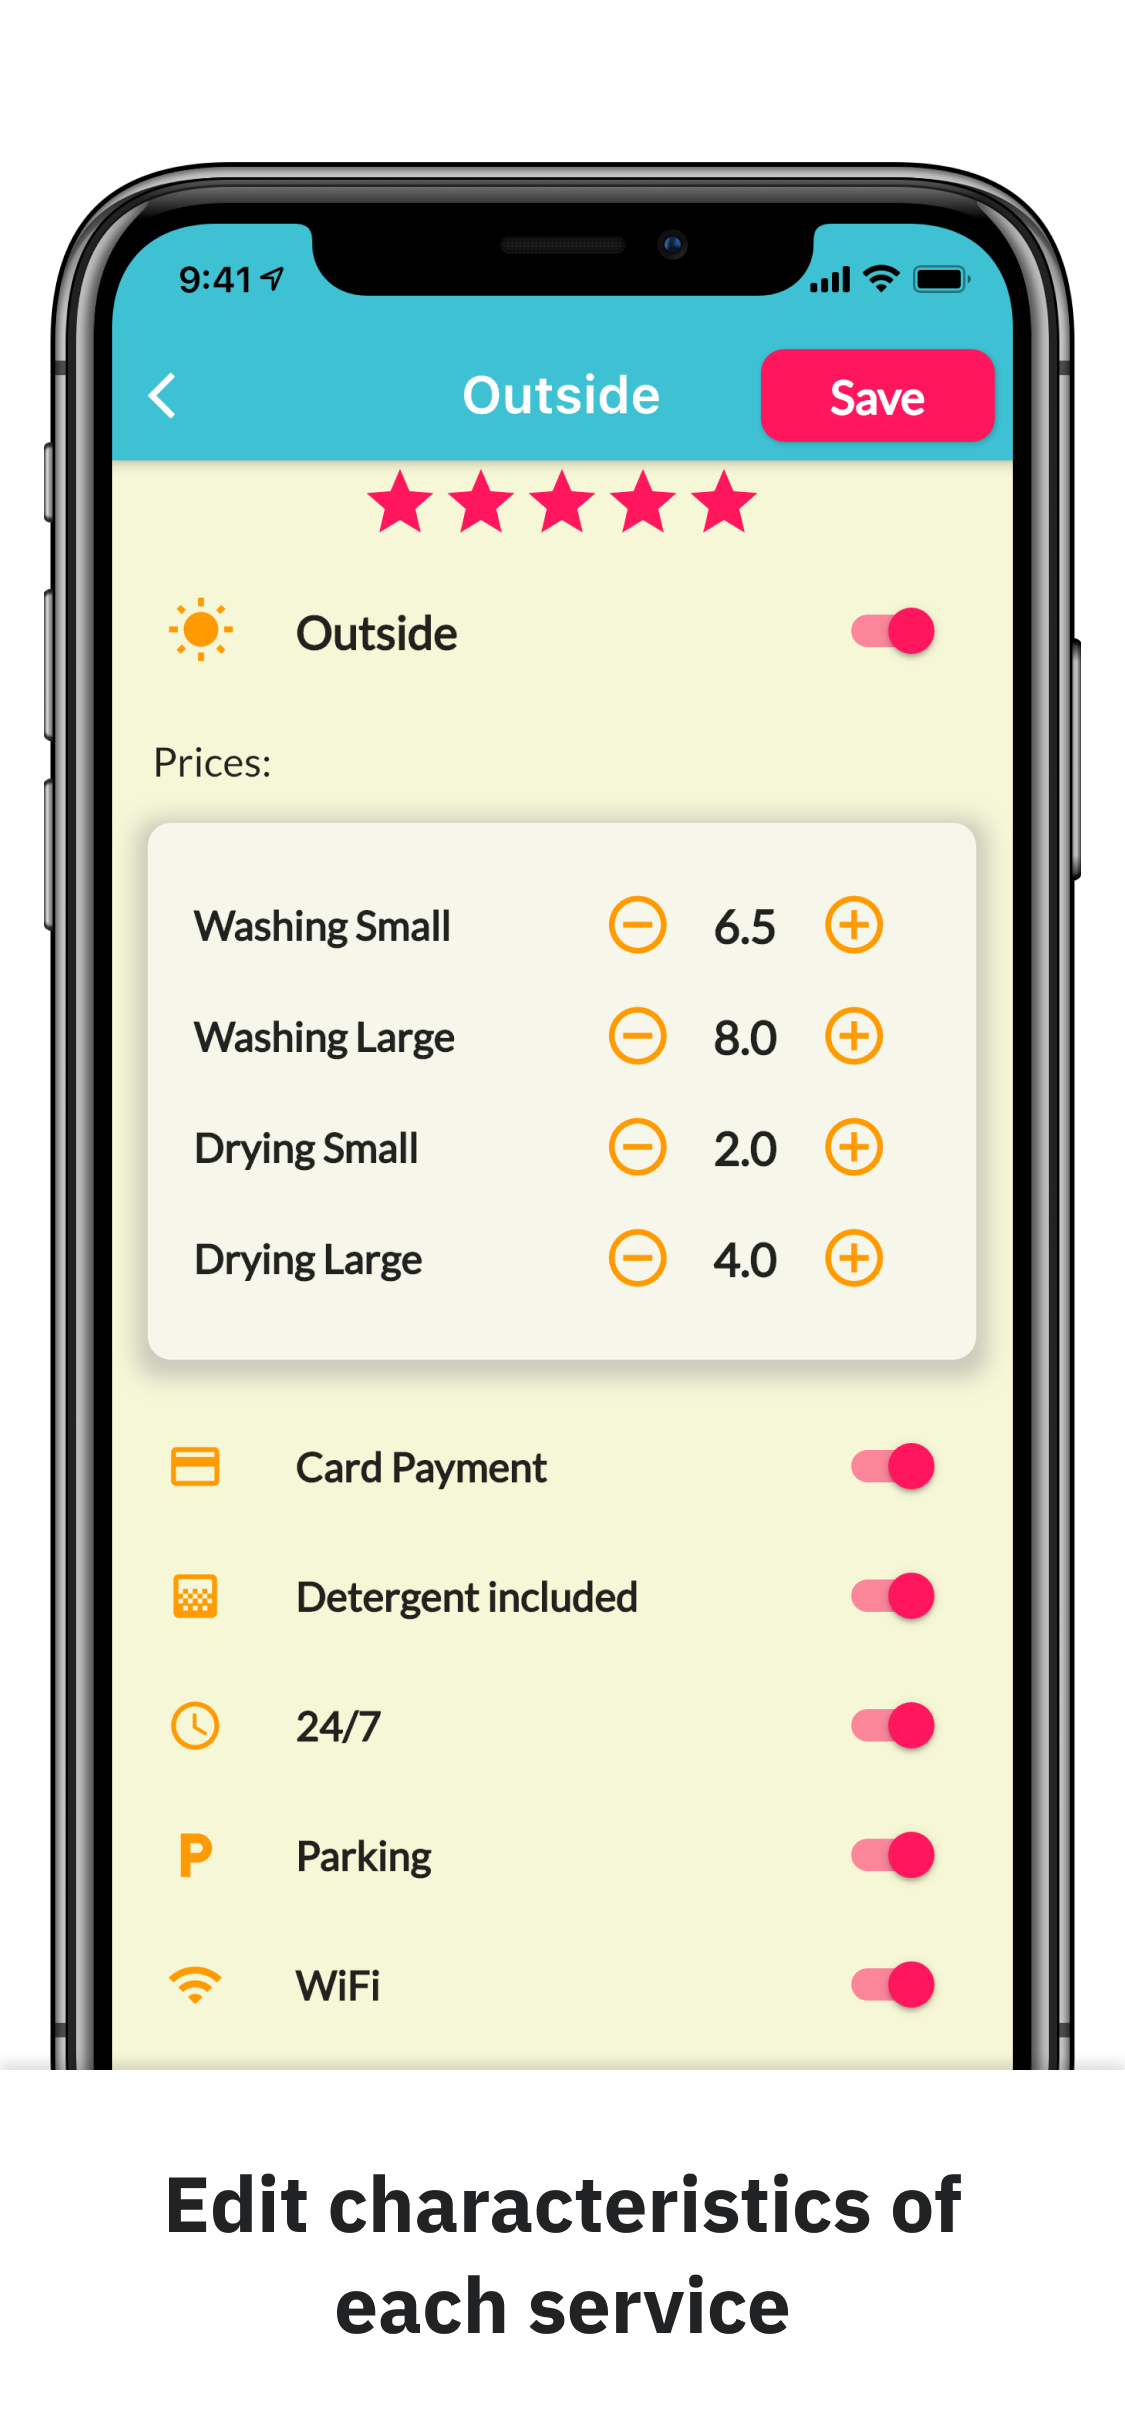 9:41
Outside
Save
Outside
Prices:
Washing Small 6.5
Washing Large 8.0
Drying Small 2.0
Drying Large 4.0
Card Payment
Detergent included
24/7
P Parking
WiFi
Edit characteristics of
each service